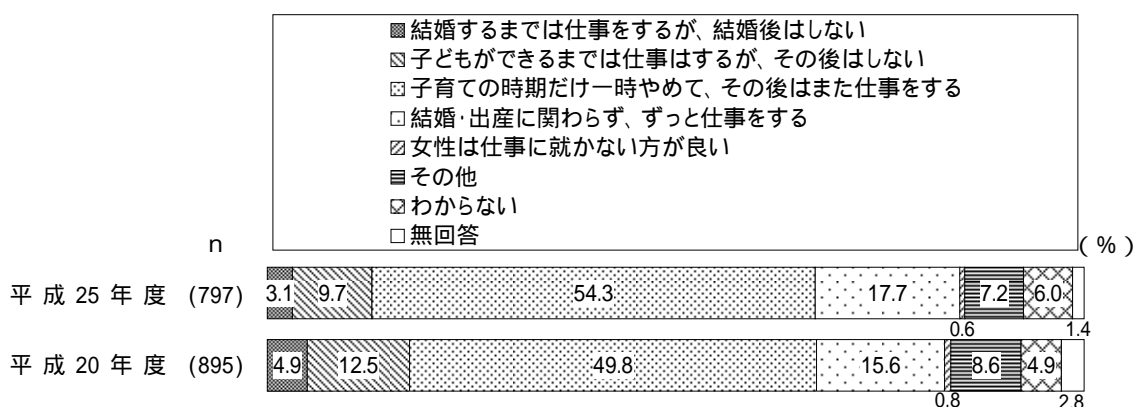 結婚するまでは仕事をするが、結婚後はしない
子どもができるまでは仕事はするが、その後はしない
子育ての時期だけ一時やめて、その後はまた仕事をする
結婚・出産に関わらず、ずっと仕事をする
女性は仕事に就かない方が良い
その他
わからない
無回答
n (%)
平成25年度 (797) 3.1 9.7 54.3 17.7 7.2 6.0
0.6 1.4
平成20年度 (895) 4.9 12.5 49.8 15.6 8.6 4.9
0.8 2.8